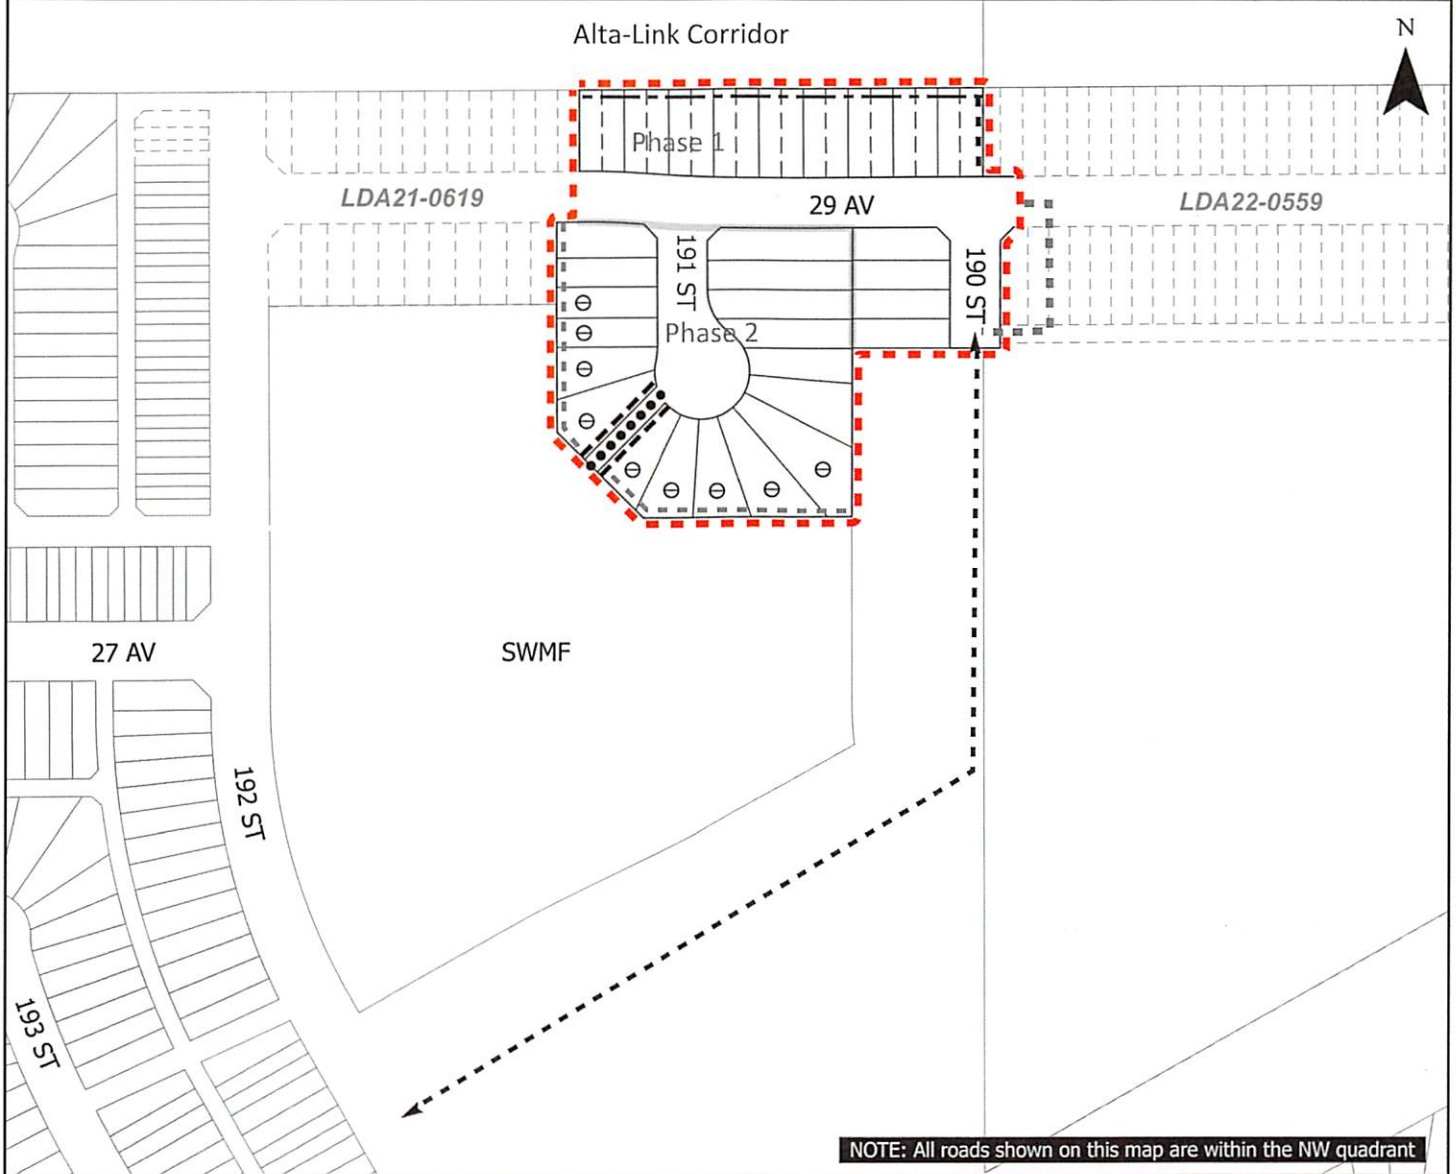 Alta-Link Corridor
N
Phase 1
LDA21-0619
29 AV
LDA22-0559
191 ST
190 ST
Phase 2
27 AV
SWMF
192 ST
193 ST
NOTE: All roads shown on this map are within the NW quadrant